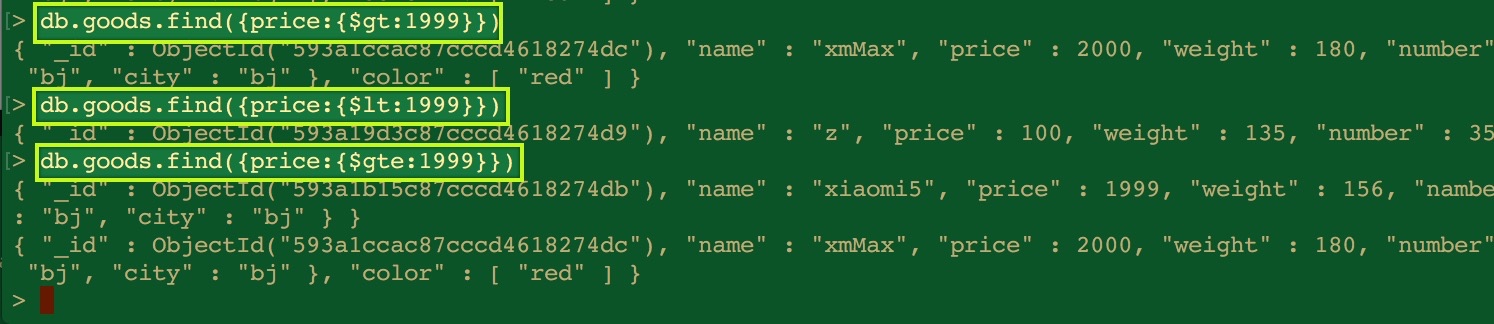 [> db.goods.find({price:{$gt:1999}})
{ "_id" : ObjectId("593a1ccac87cccd4618274dc"), "name" : "xmMax", "price" : 2000, "weight" : 180, "number"
"bj", "city" : "bj" }, "color" : [ "red" ] }
[> db.goods.find({price:{$lt:1999}})
{ "_id" : ObjectId("593a19d3c87cccd4618274d9"), "name" : "z", "price" : 100, "weight" : 135, "number" : 35
[> db.goods.find({price:{$gte:1999}})
{ "_id" : ObjectId("593a1b15c87cccd4618274db"), "name" : "xiaomi5", "price" : 1999, "weight" : 156, "nambe
: "bj", "city" : "bj" } }
{ "_id" : ObjectId("593a1ccac87cccd4618274dc"), "name" : "xmMax", "price" : 2000, "weight" : 180, "number"
"bj", "city" : "bj" }, "color" : [ "red" ] }
>